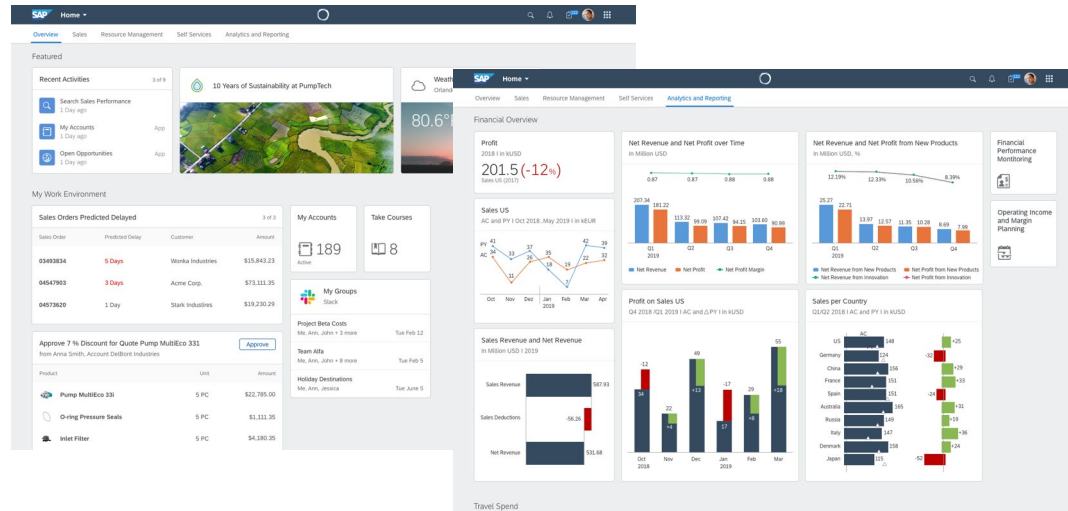 SAP Home
Overview Sales Resource Management Self Services Analytics and Reporting
Featured
Recent Activities 3 of 9
Search Sales Performance
1 Day ago
My Accounts App
1 Day ago
Open Opportunities App
1 Day ago
10 Years of Sustainability at PumpTech
80.6°
My Work Environment
Sales Orders Predicted Delayed 3 of 3
Sales Order Predicted Delay Customer Amount
03493834 5 Days Wonka Industries $15,843.23
04547903 3 Days Acme Corp. $73,111.35
04573620 1 Day Stark Industires $19,230.29
Approve 7 % Discount for Quote Pump MultiEco 331 Approve
from Anna Smith, Account DelBont Industries
Product Unit Amount
Pump MultiEco 33i 5 PC $22,785.00
O-ring Pressure Seals 5 PC $1,111.35
Inlet Filter 5 PC $4,180.35
My Accounts
189
Active
Take Courses
8
My Groups
Slack
Project Beta Costs
Me, Ann, John + 3 more Tue Feb 12
Team Alfa
Me, Ann, John + 8 more Tue Feb 5
Holiday Destinations
Me, Ann, Jessica Tue June 5
SAP Home
Overview Sales Resource Management Self Services Analytics and Reporting
Financial Overview
Profit
2018 I in kUSD
201.5 (-12%)
Sales US (2017)
Sales US
AC and PY I Oct 2018..May 2019 I in kEUR
PY 41 33 37 35 19 42 39
AC 34 11 26 18 7 22 32
Oct Nov Dec Jan Feb Mar Apr
2019
Sales Revenue and Net Revenue
In Million USD I 2019
Sales Revenue 587.93
Sales Deductions -56.26
Net Revenue 531.68
Net Revenue and Net Profit over Time
In Million USD
0.87 0.87 0.88 0.88
207.34 181.22 113.32 99.09 107.42 94.15 103.60 90.99
Q1 Q2 Q3 Q4
2019
Net Revenue Net Profit Net Profit Margin
Profit on Sales US
Q4 2018 /Q1 2019 I AC and △PY I in kUSD
-12 22 49 -17 29 55
34 +4 +13 17 +8 +18
Oct Nov Dec Jan Feb Mar
2018 2019
Net Revenue and Net Profit from New Products
In Million USD, %
12.19% 12.33% 10.56% 8.39%
25.27 22.71 13.97 12.57 11.35 10.28 8.69 7.99
Q1 Q2 Q3 Q4
2019
Net Revenue from New Products Net Profit from New Products
Net Revenue from Innovation Net Profit from Innovation
Sales per Country
Q1/Q2 2018 I AC and PY I in kUSD
AC
US 148 +25
Germany 124 -32
China 156 +29
France 151 +33
Spain 151 -24
Australia 165 +31
Russia 149 +19
Italy 147 +36
Denmark 158 +24
Japan 115 -52
Financial
Performance
Montitoring
Operating Income
and Margin
Planning
Travel Spend